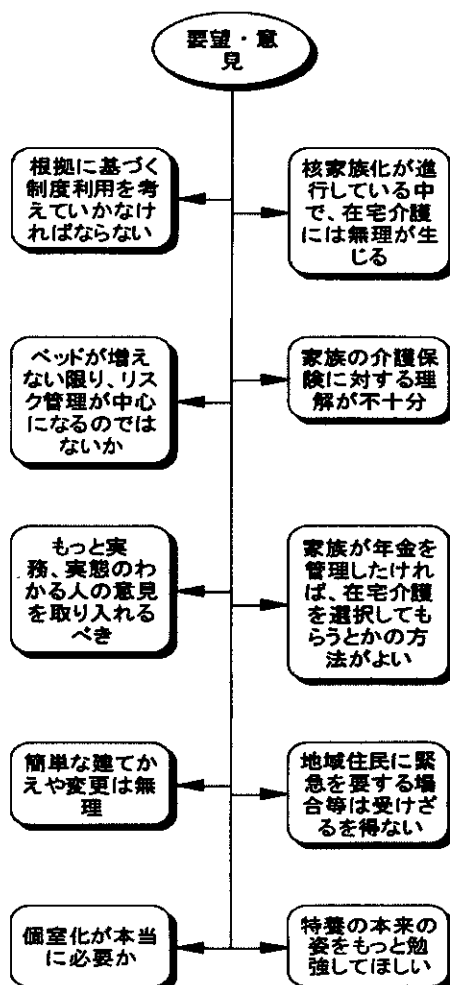 要望・意
見
根拠に基づく
制度利用を考
えていかなけ
ればならない
核家族化が進
行している中
で、在宅介護
には無理が生
じる
ベッドが増え
ない限り、リス
ク管理が中心
になるのでは
ないか
家族の介護保
険に対する理
解が不十分
もっと実
務、実態のわ
かる人の意見
を取り入れる
べき
家族が年金を
管理したけれ
ば、在宅介護
を選択しても
らうとかの方
法がよい
簡単な建てか
えや変更は無
理
地域住民に緊
急を要する場
合等は受けざ
るを得ない
個室化が本当
に必要か
特養の本来の
姿をもっと勉
強してほしい